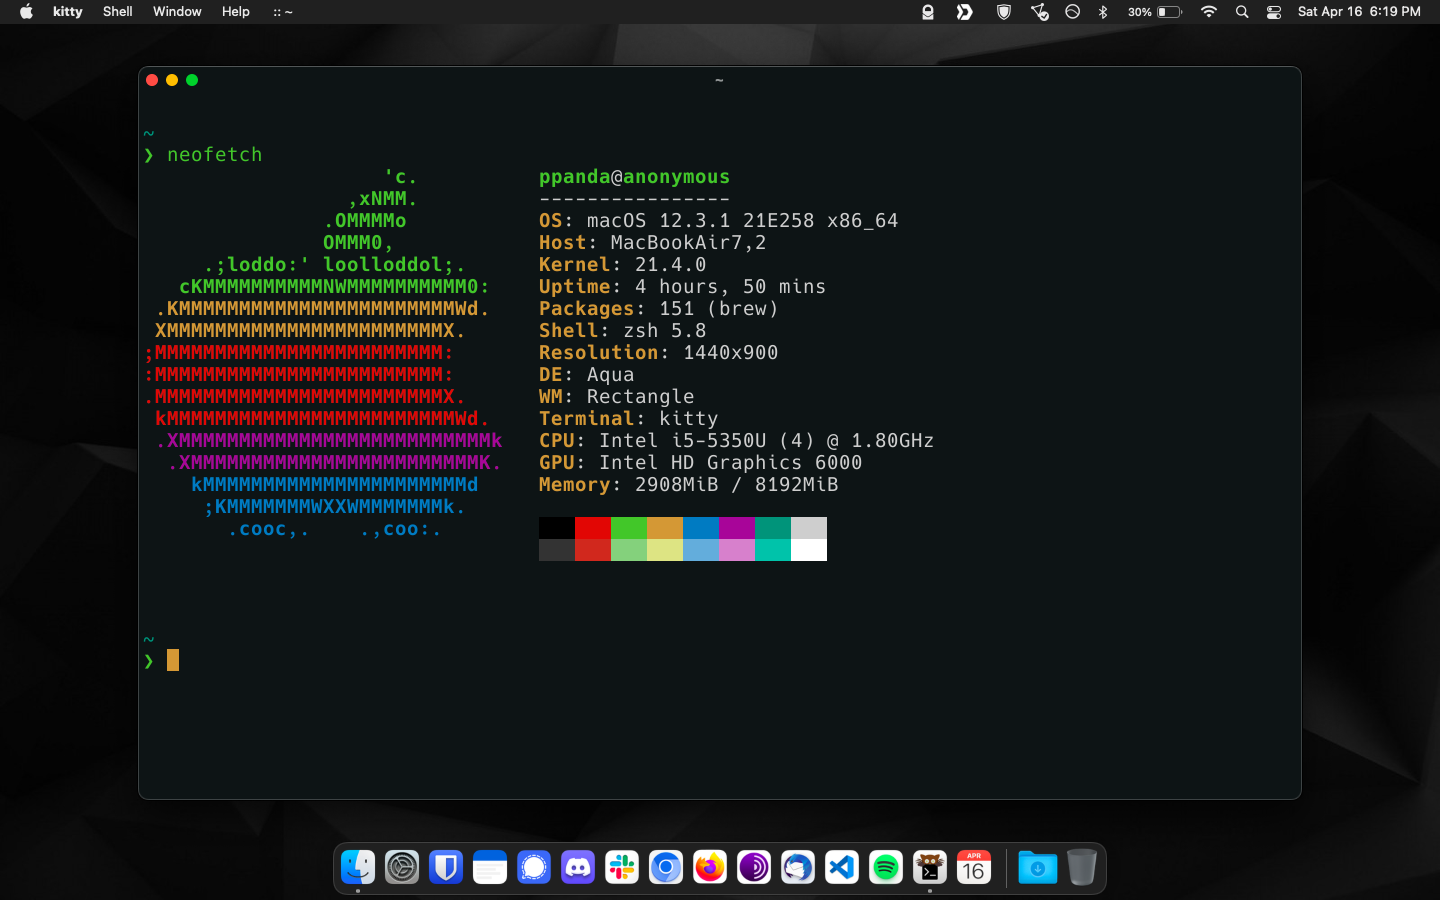 kitty Shell Window Help :: ~ 30% Sat Apr 16 6:19 PM
~
~
❯ neofetch
'c.
,xNMM.
.OMMMMo
OMMM0,
.;loddo:' loolloddol;.
cKMMMMMMMMMMNWMMMMMMMMMM0:
.KMMMMMMMMMMMMMMMMMMMMMMMWd.
XMMMMMMMMMMMMMMMMMMMMMMMX.
;MMMMMMMMMMMMMMMMMMMMMMMM:
:MMMMMMMMMMMMMMMMMMMMMMMM:
.MMMMMMMMMMMMMMMMMMMMMMMMX.
kMMMMMMMMMMMMMMMMMMMMMMMMWd.
.XMMMMMMMMMMMMMMMMMMMMMMMMMMk
.XMMMMMMMMMMMMMMMMMMMMMMMMK.
kMMMMMMMMMMMMMMMMMMMMMMd
;KMMMMMMMWXXWMMMMMMMk.
.cooc,. .,coo:.
ppanda@anonymous
----------------
OS: macOS 12.3.1 21E258 x86_64
Host: MacBookAir7,2
Kernel: 21.4.0
Uptime: 4 hours, 50 mins
Packages: 151 (brew)
Shell: zsh 5.8
Resolution: 1440x900
DE: Aqua
WM: Rectangle
Terminal: kitty
CPU: Intel i5-5350U (4) @ 1.80GHz
GPU: Intel HD Graphics 6000
Memory: 2908MiB / 8192MiB
~
❯
APR
16